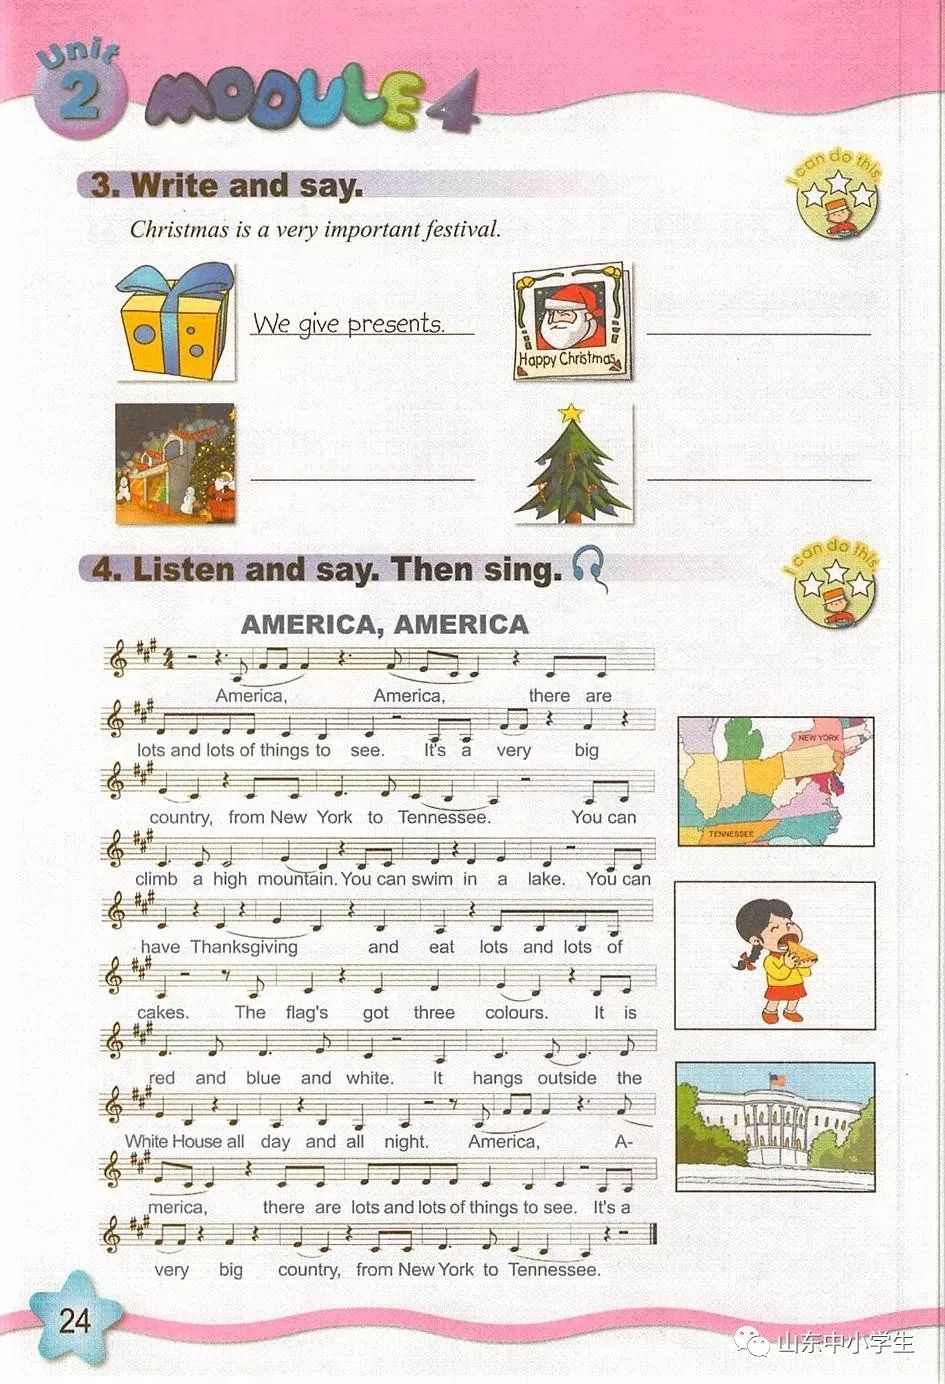 Unit
2
MODULE 4
3. Write and say.
I can do this.
Christmas is a very important festival.
We give presents.
Happy Christmas
4. Listen and say. Then sing.
I can do this.
AMERICA, AMERICA
America, America, there are
lots and lots of things to see. It's a very big
country, from New York to Tennessee. You can
climb a high mountain. You can swim in a lake. You can
have Thanksgiving and eat lots and lots of
cakes. The flag's got three colours. It is
red and blue and white. It hangs outside the
White House all day and all night. America, A-
merica, there are lots and lots of things to see. It's a
very big country, from New York to Tennessee.
NEW YORK
TENNESSEE
24
山东中小学生